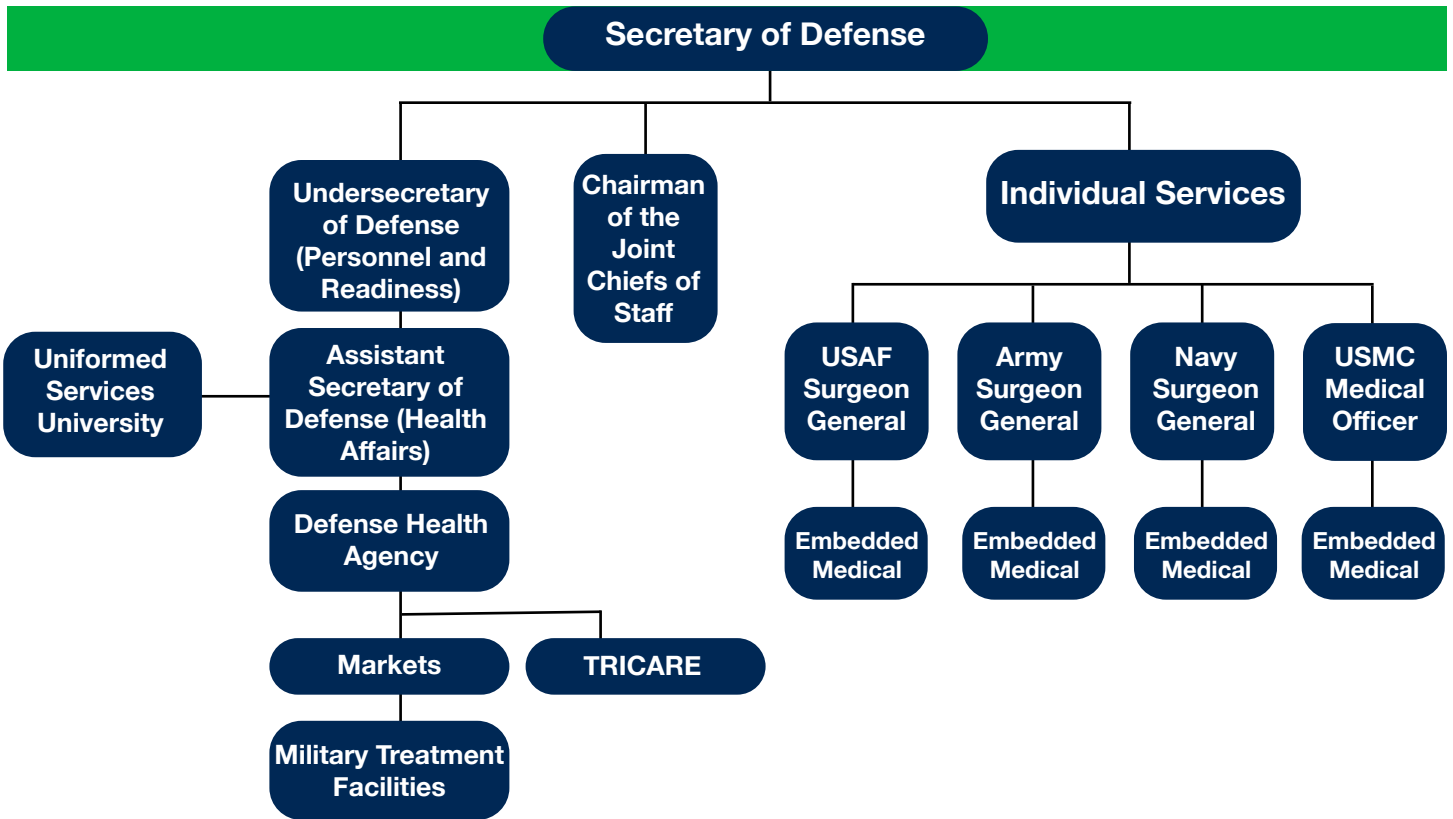 Secretary of Defense
Undersecretary
of Defense
(Personnel and
Readiness)
Chairman
of the
Joint
Chiefs of
Staff
Individual Services
Uniformed
Services
University
Assistant
Secretary of
Defense (Health
Affairs)
USAF
Surgeon
General
Army
Surgeon
General
Navy
Surgeon
General
USMC
Medical
Officer
Defense Health
Agency
Embedded
Medical
Embedded
Medical
Embedded
Medical
Embedded
Medical
Markets
TRICARE
Military Treatment
Facilities